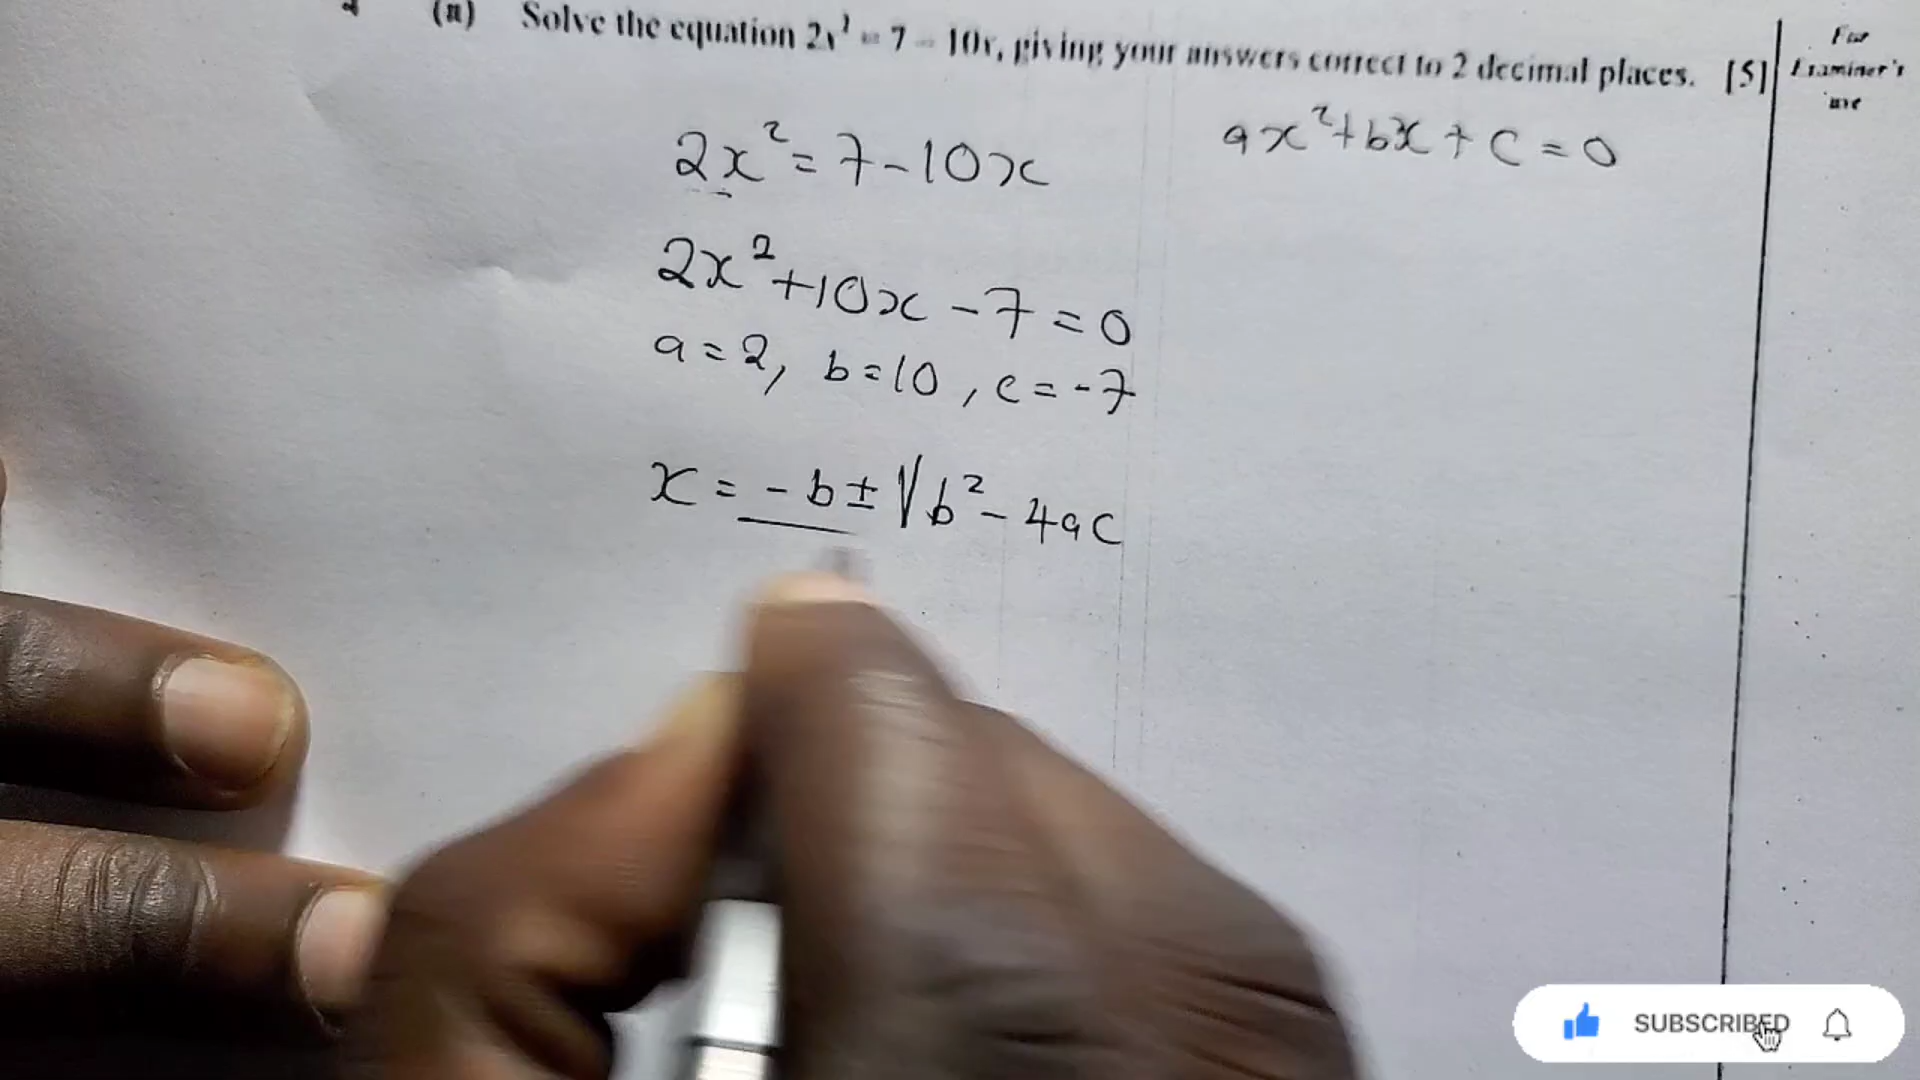 (a) Solve the equation 2x² = 7 – 10x, giving your answers correct to 2 decimal places. [5]
For
Examiner's
use
2x² = 7 - 10x
ax² + bx + c = 0
2x² + 10x - 7 = 0
a = 2, b = 10, c = -7
x = -b ± √b² - 4ac
SUBSCRIBED